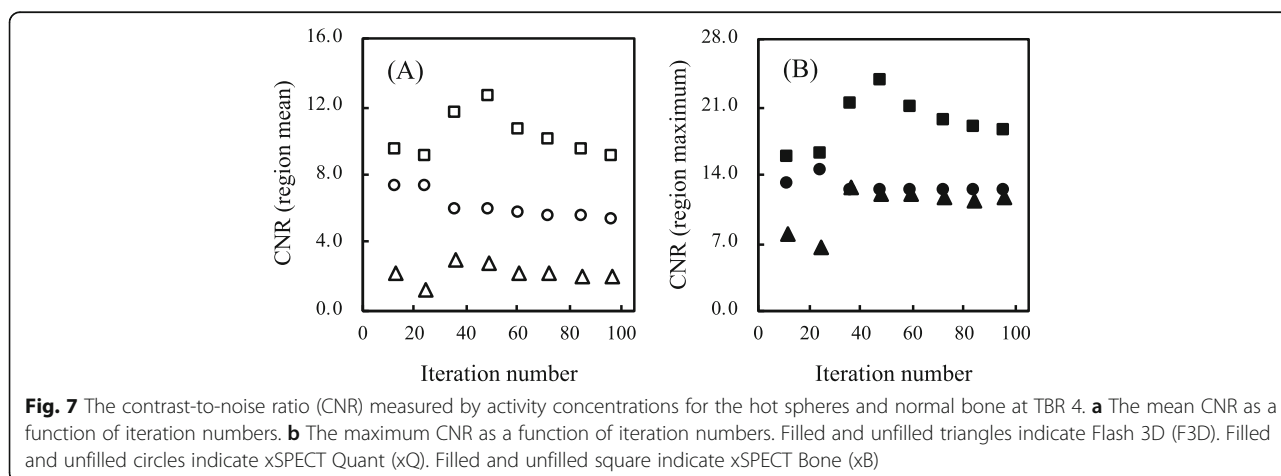 16.0
12.0
8.0
4.0
0.0
CNR (region mean)
(A)
0 20 40 60 80 100
Iteration number
28.0
21.0
14.0
7.0
0.0
CNR (region maximum)
(B)
0 20 40 60 80 100
Iteration number
Fig. 7 The contrast-to-noise ratio (CNR) measured by activity concentrations for the hot spheres and normal bone at TBR 4. a The mean CNR as a
function of iteration numbers. b The maximum CNR as a function of iteration numbers. Filled and unfilled triangles indicate Flash 3D (F3D). Filled
and unfilled circles indicate xSPECT Quant (xQ). Filled and unfilled square indicate xSPECT Bone (xB)